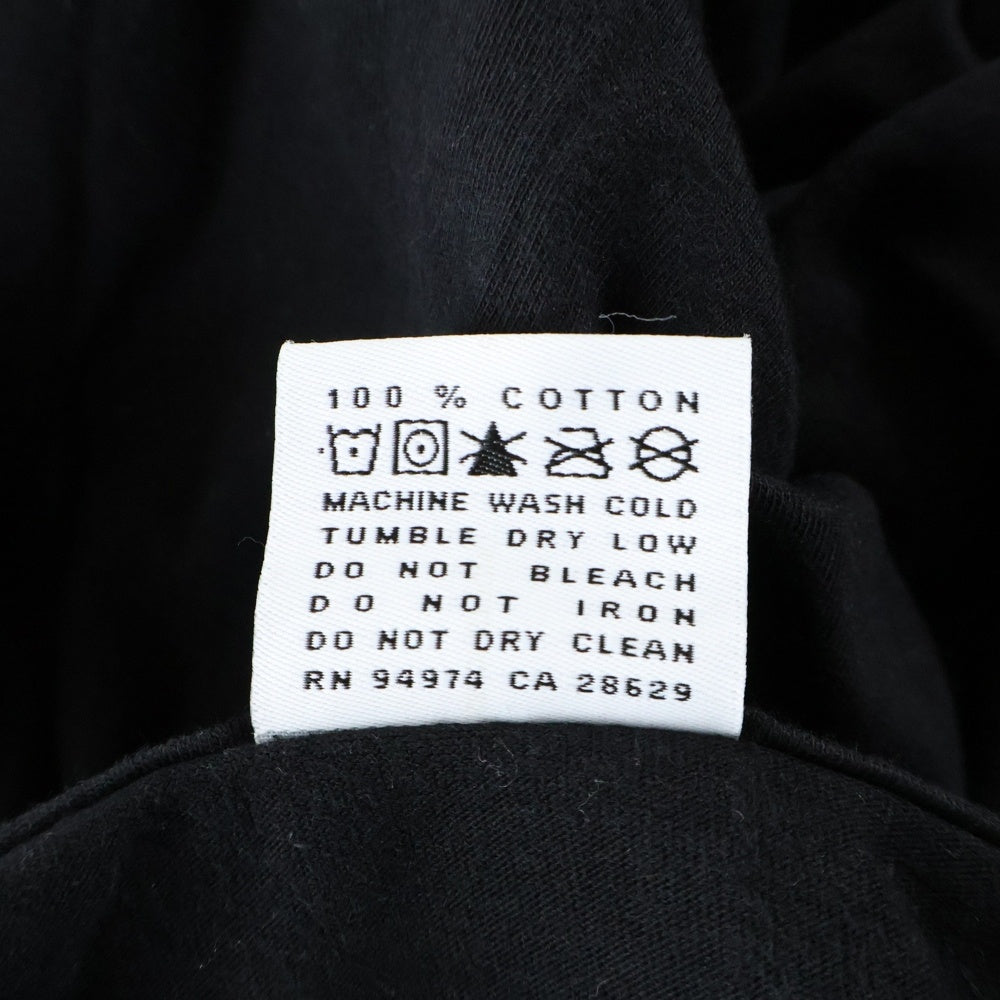 100 % COTTON
MACHINE WASH COLD
TUMBLE DRY LOW
DO NOT BLEACH
DO NOT IRON
DO NOT DRY CLEAN
RN 94974 CA 28629